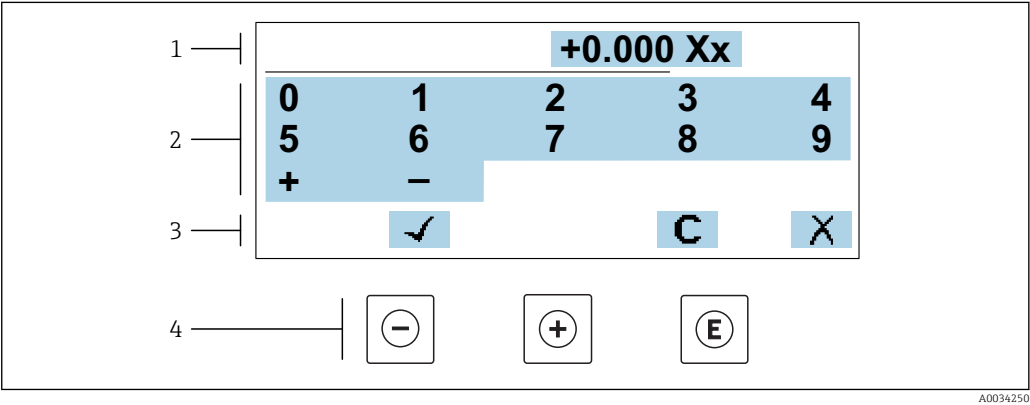 1 +0.000 Xx
0 1 2 3 4
2 5 6 7 8 9
+ −
3 ✓ C X
4 − + E
A0034250